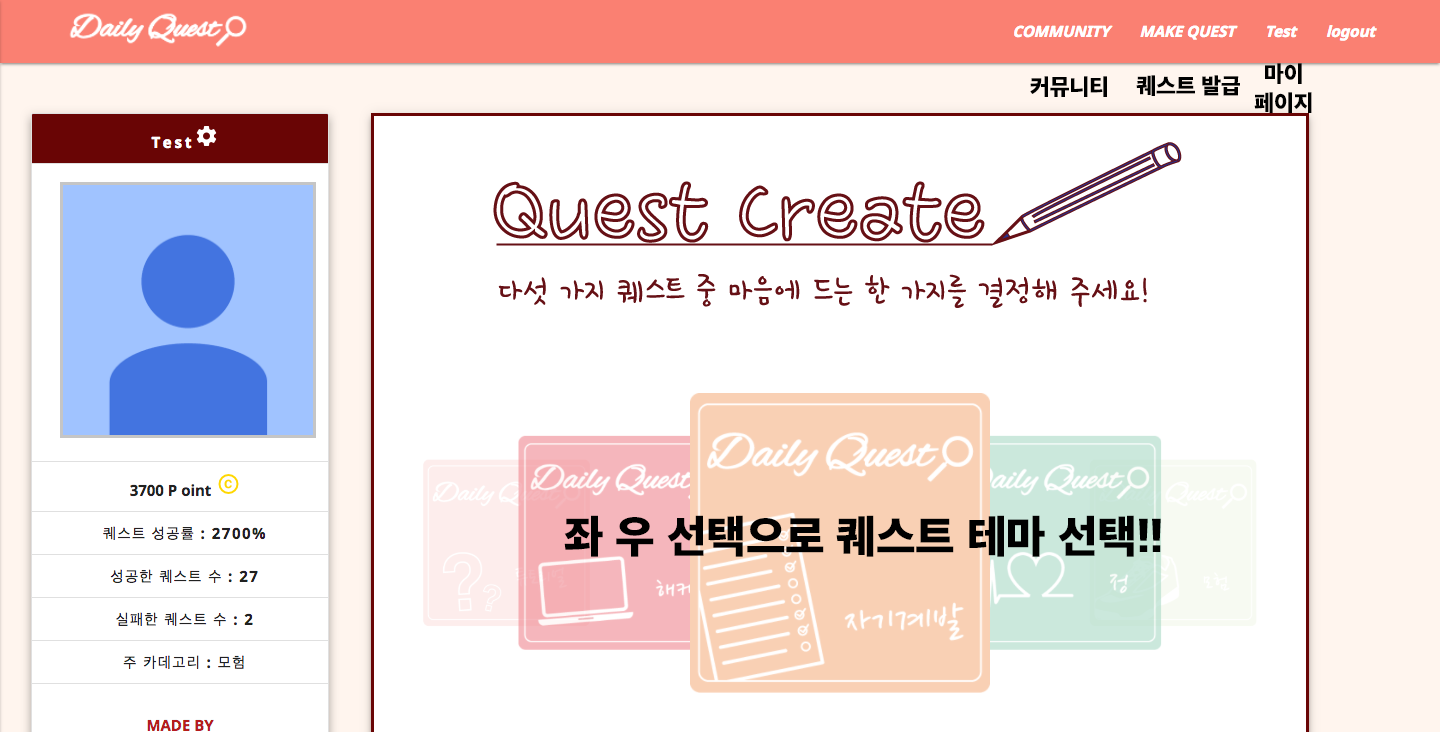 Daily Quest
COMMUNITY MAKE QUEST Test logout
커뮤니티 퀘스트 발급 마이
페이지
Test
Quest Create
다섯 가지 퀘스트 중 마음에 드는 한 가지를 결정해 주세요!
3700 P oint
퀘스트 성공률 : 2700%
성공한 퀘스트 수 : 27
실패한 퀘스트 수 : 2
주 카데고리 : 모험
MADE BY
Daily Quest
Daily Quest
Daily Quest
Daily Quest
Quest
좌 우 선택으로 퀘스트 테마 선택!!
자기계발